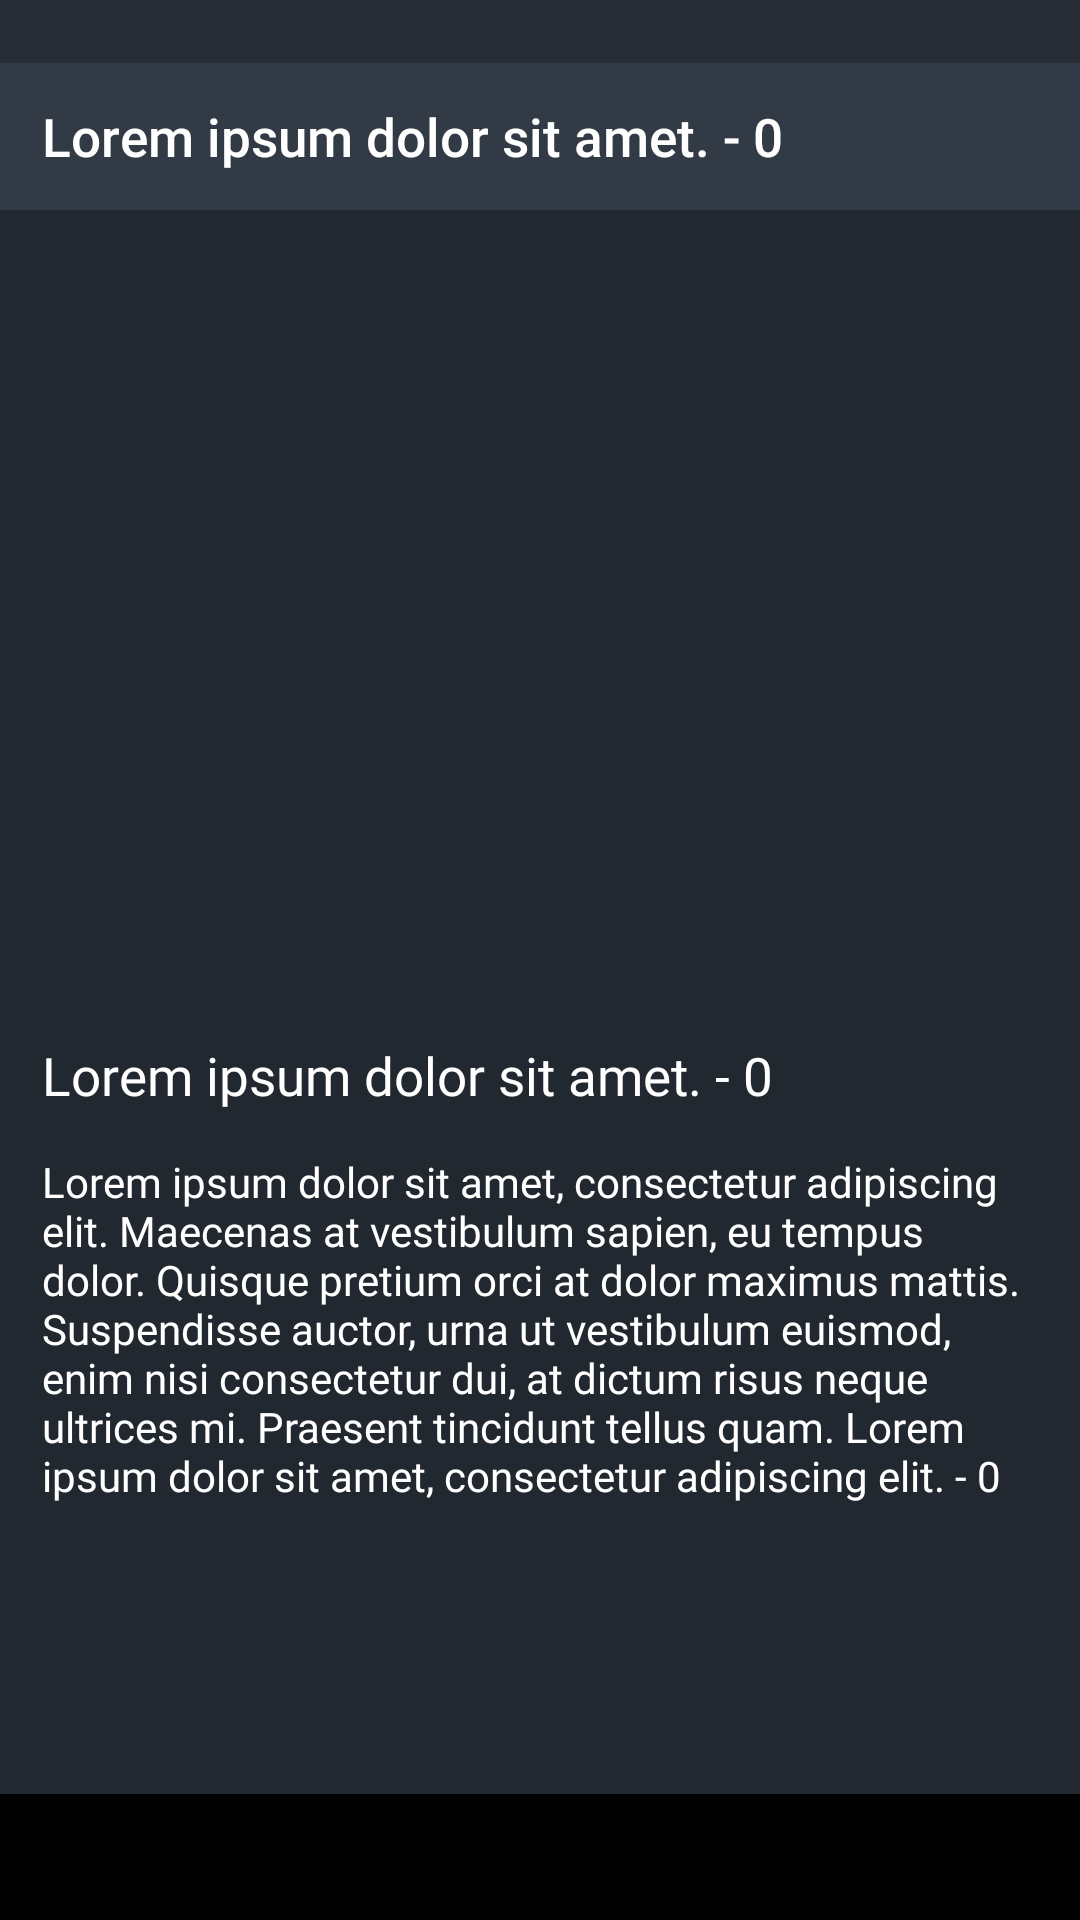 Lorem ipsum dolor sit amet. - 0
Lorem ipsum dolor sit amet. - 0
Lorem ipsum dolor sit amet, consectetur adipiscing
elit. Maecenas at vestibulum sapien, eu tempus
dolor. Quisque pretium orci at dolor maximus mattis.
Suspendisse auctor, urna ut vestibulum euismod,
enim nisi consectetur dui, at dictum risus neque
ultrices mi. Praesent tincidunt tellus quam. Lorem
ipsum dolor sit amet, consectetur adipiscing elit. - 0